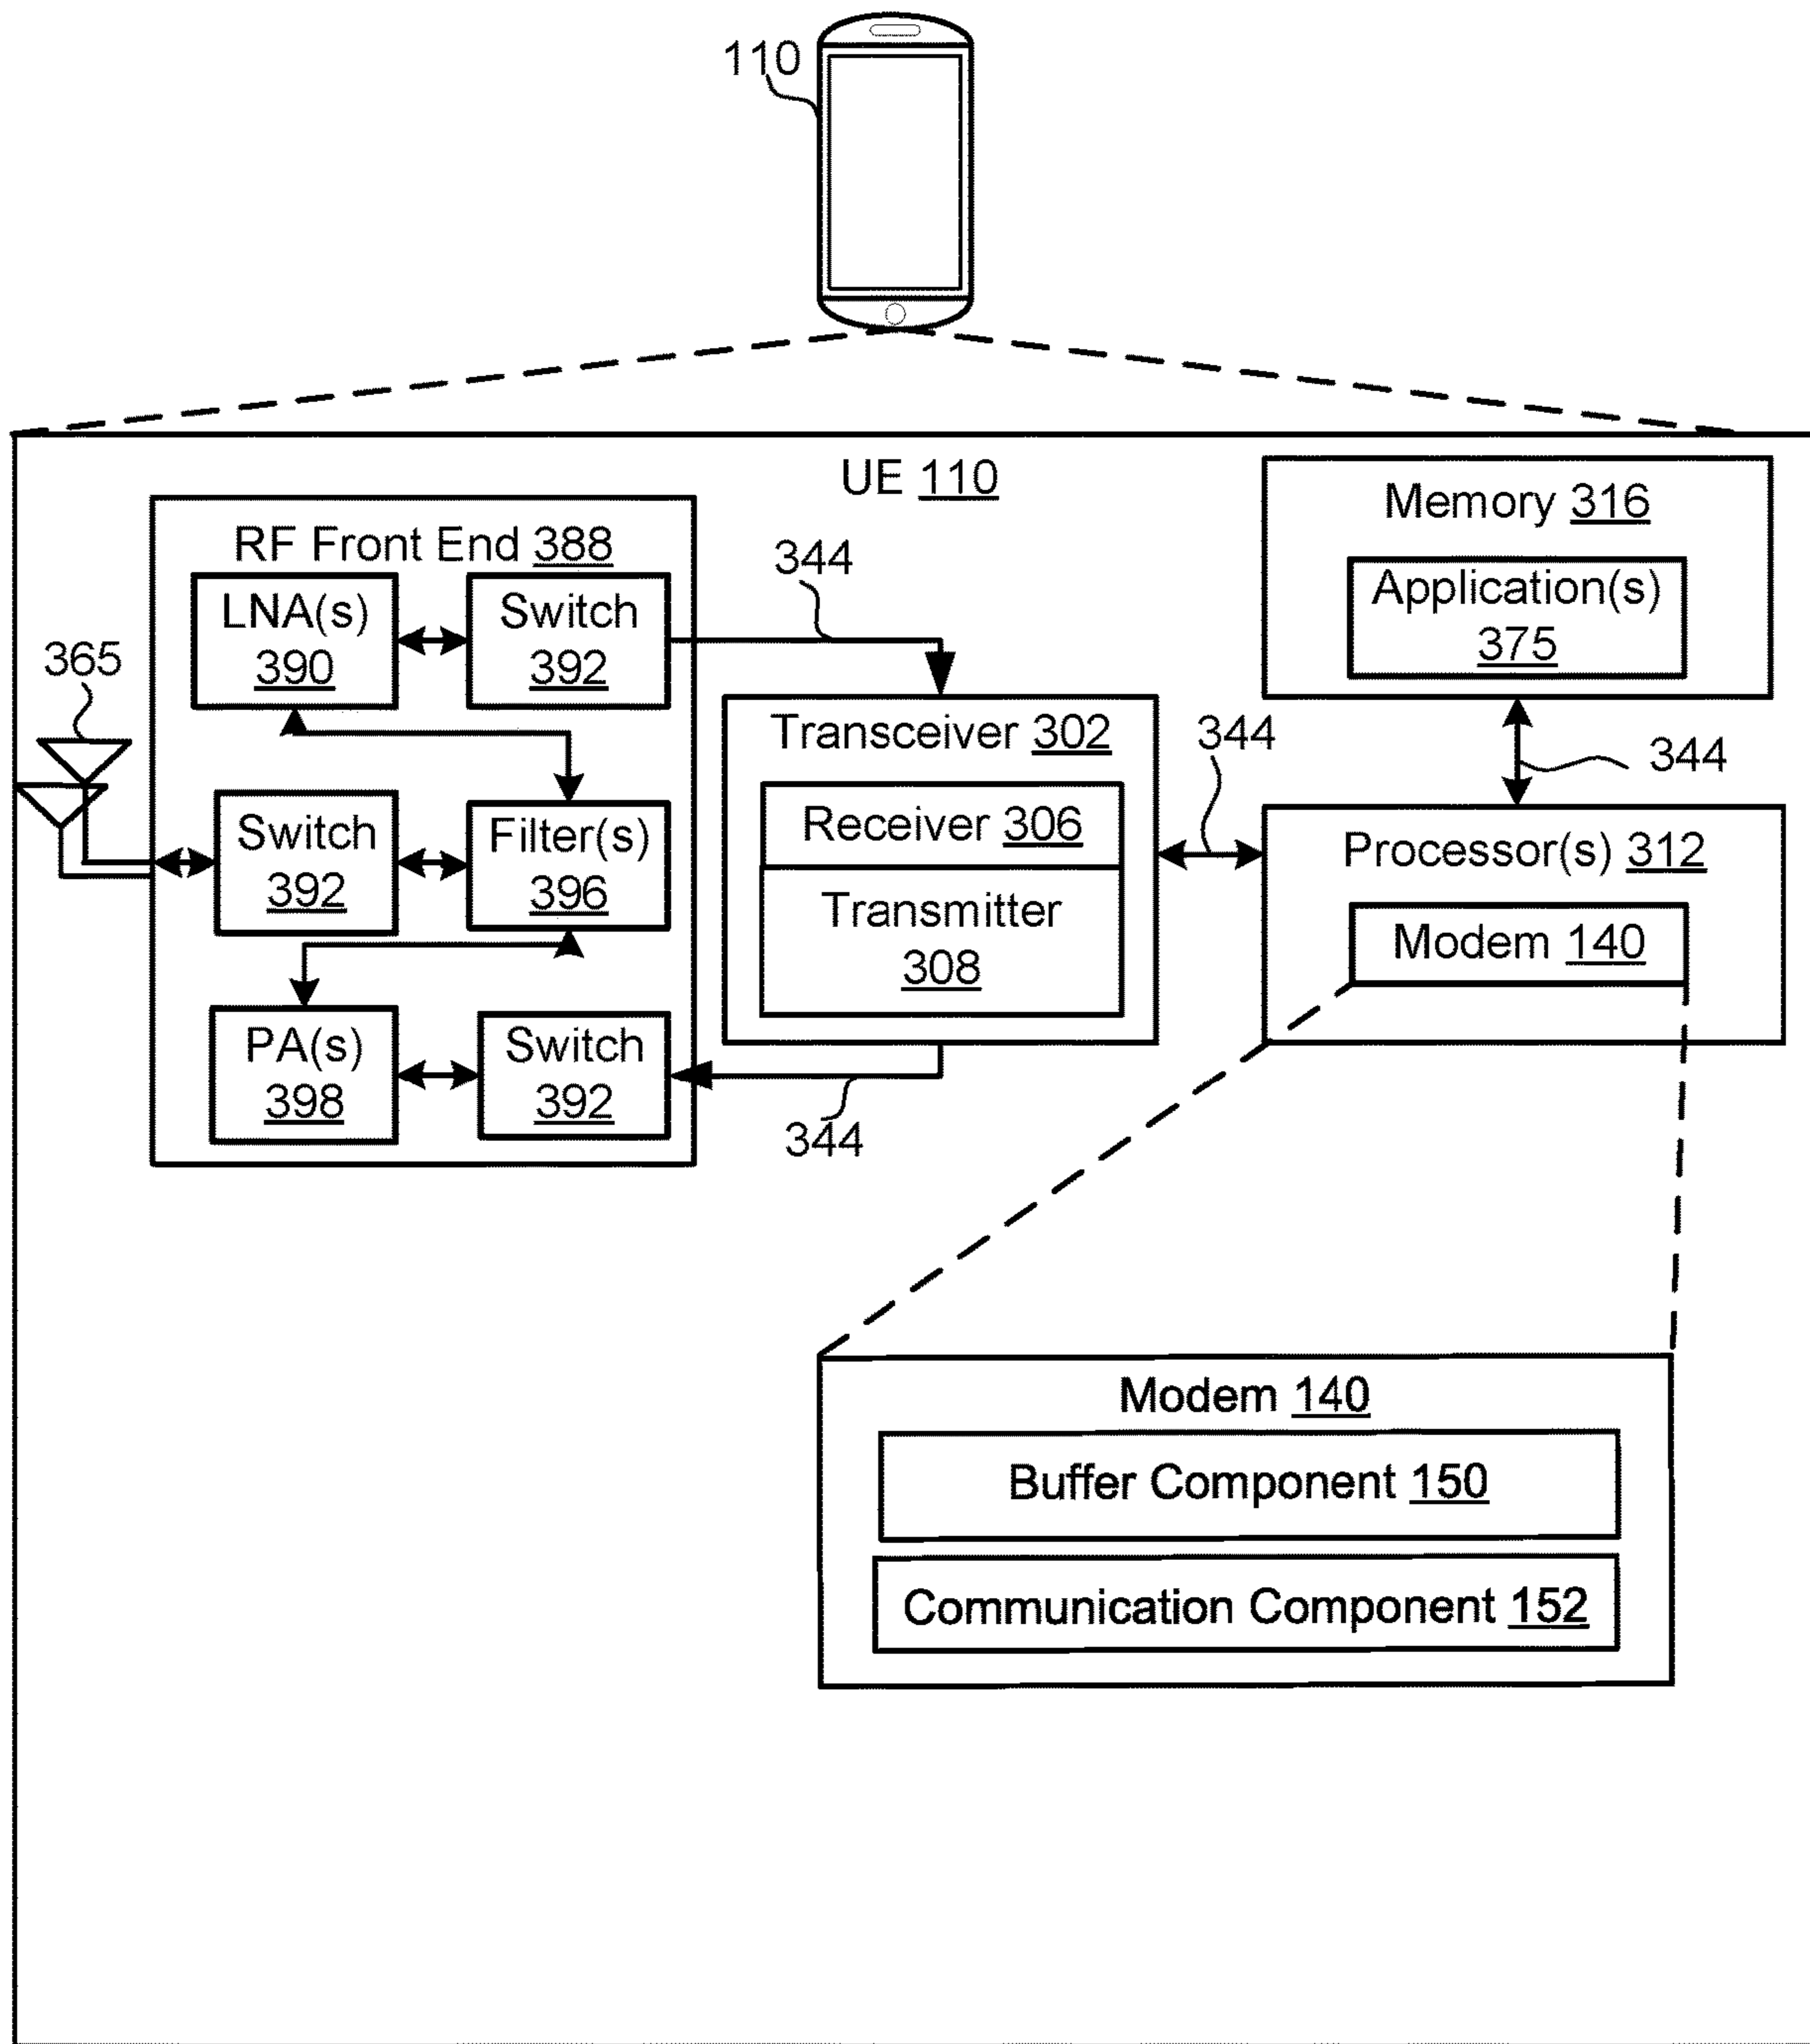 110
UE 110
RF Front End 388
LNA(s)
390
Switch
392
344
365
Switch
392
Filter(s)
396
PA(s)
398
Switch
392
344
Transceiver 302
Receiver 306
Transmitter
308
344
Memory 316
Application(s)
375
344
Processor(s) 312
Modem 140
Modem 140
Buffer Component 150
Communication Component 152